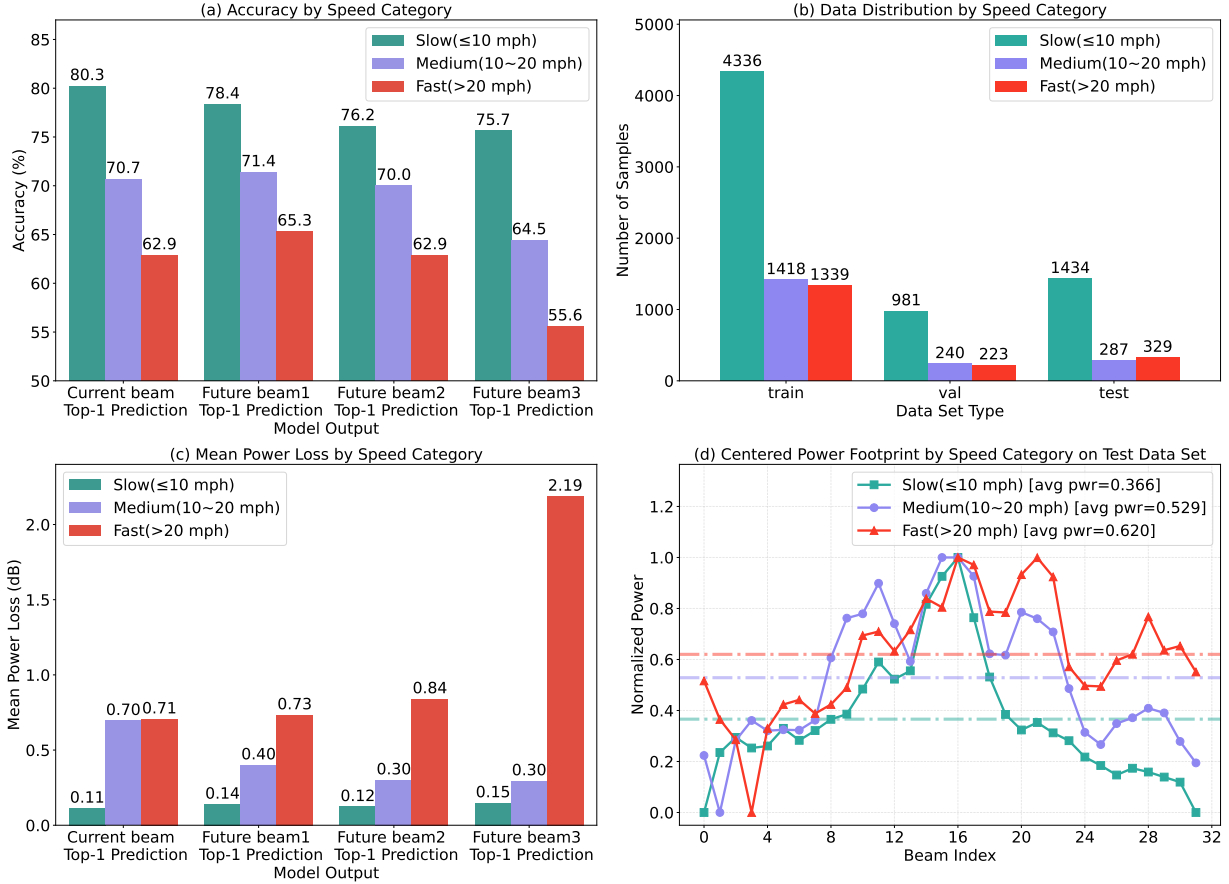 (a) Accuracy by Speed Category
85
80
75
70
65
60
55
50
Accuracy (%)
Slow(≤10 mph)
Medium(10~20 mph)
Fast(>20 mph)
80.3
70.7
62.9
78.4
71.4
65.3
76.2
70.0
62.9
75.7
64.5
55.6
Current beam
Top-1 Prediction
Future beam1
Top-1 Prediction
Future beam2
Top-1 Prediction
Future beam3
Top-1 Prediction
Model Output
(b) Data Distribution by Speed Category
5000
4000
3000
2000
1000
0
Number of Samples
Slow(≤10 mph)
Medium(10~20 mph)
Fast(>20 mph)
4336
1418
1339
981
240
223
1434
287
329
train
val
test
Data Set Type
(c) Mean Power Loss by Speed Category
2.0
1.5
1.0
0.5
0.0
Mean Power Loss (dB)
Slow(≤10 mph)
Medium(10~20 mph)
Fast(>20 mph)
0.11
0.70
0.71
0.14
0.40
0.73
0.12
0.30
0.84
0.15
0.30
2.19
Current beam
Top-1 Prediction
Future beam1
Top-1 Prediction
Future beam2
Top-1 Prediction
Future beam3
Top-1 Prediction
Model Output
(d) Centered Power Footprint by Speed Category on Test Data Set
1.2
1.0
0.8
0.6
0.4
0.2
0.0
Normalized Power
Slow(≤10 mph) [avg pwr=0.366]
Medium(10~20 mph) [avg pwr=0.529]
Fast(>20 mph) [avg pwr=0.620]
0
4
8
12
16
20
24
28
32
Beam Index